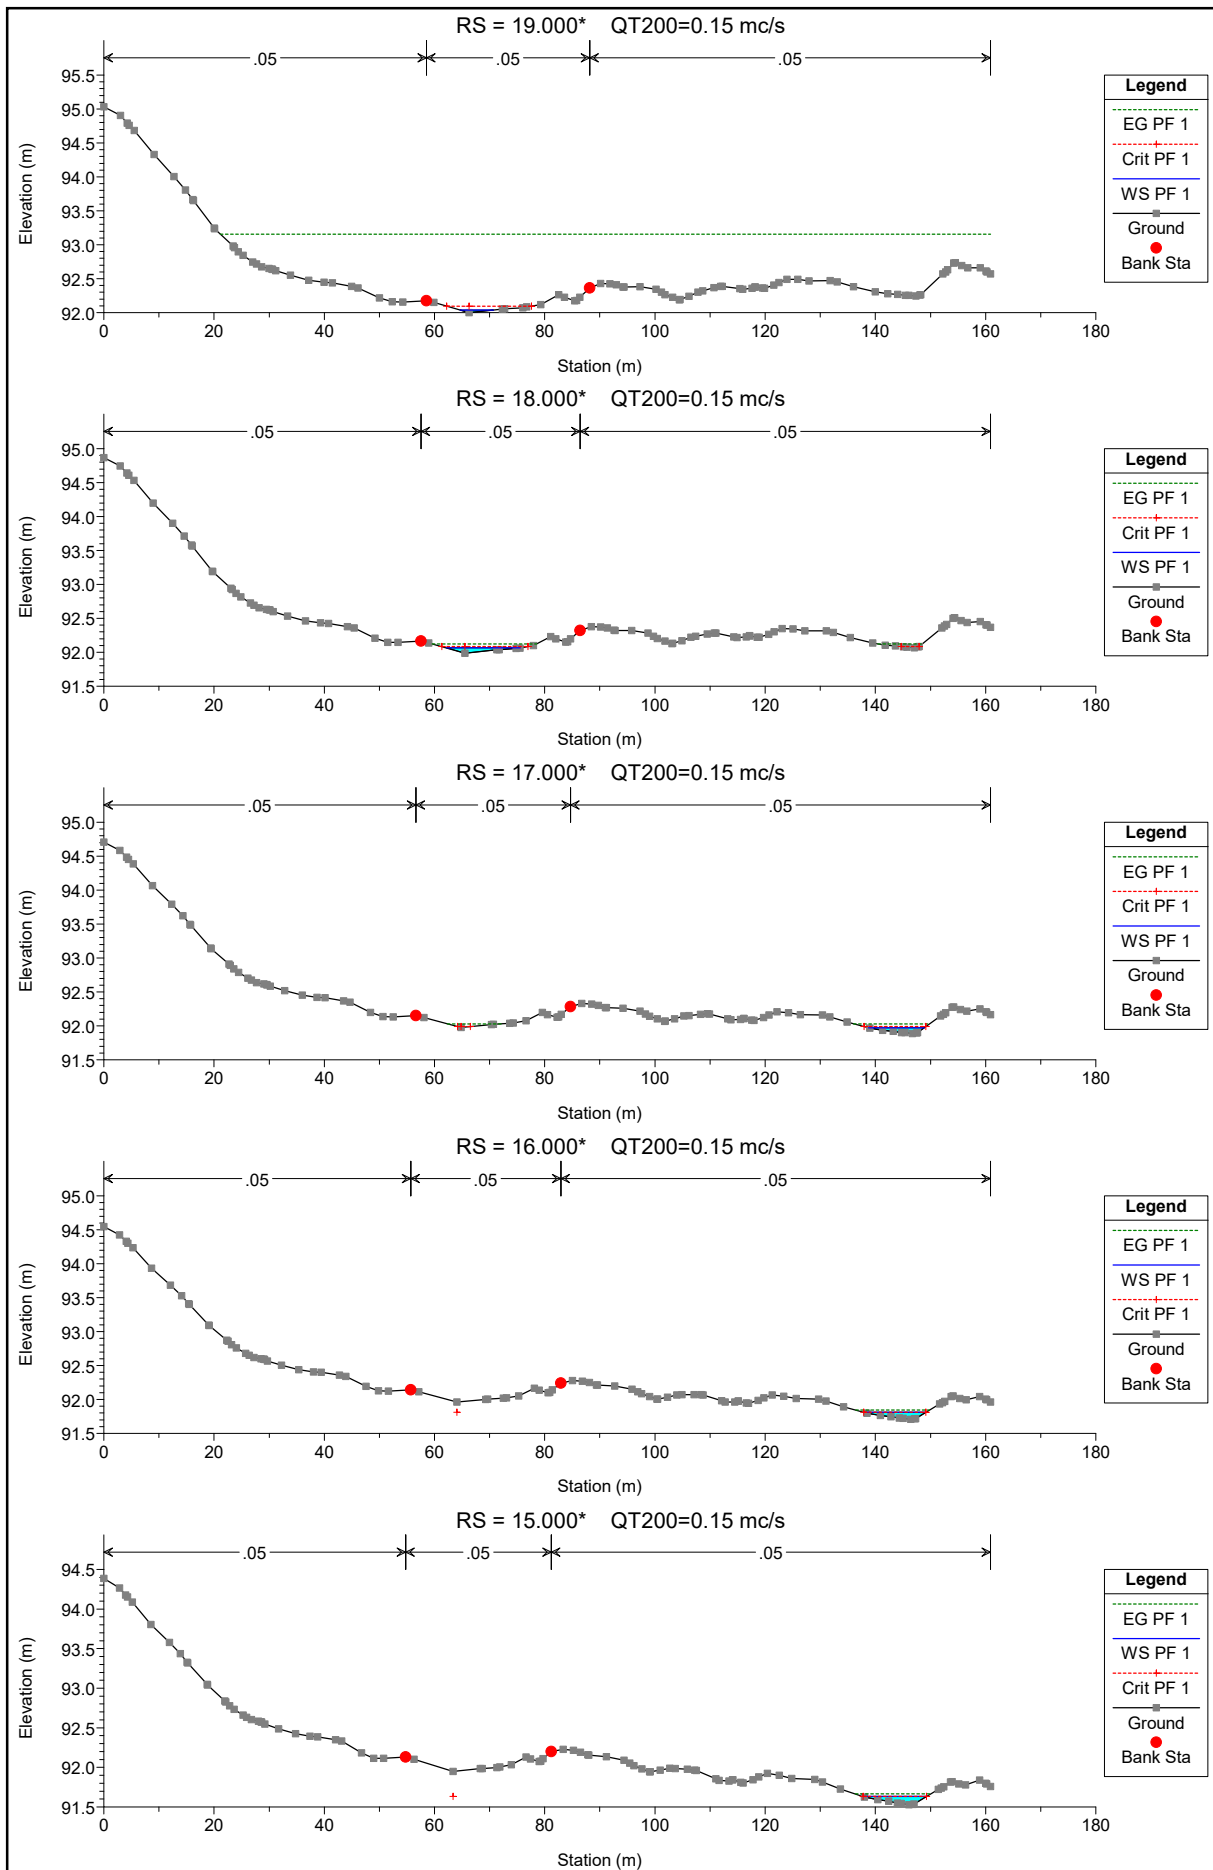 RS = 19.000* QT200=0.15 mc/s
.05 .05 .05
95.5
95.0
94.5
94.0
93.5
93.0
92.5
92.0
Elevation (m)
0 20 40 60 80 100 120 140 160 180
Station (m)
Legend
EG PF 1
Crit PF 1
WS PF 1
Ground
Bank Sta
RS = 18.000* QT200=0.15 mc/s
.05 .05 .05
95.0
94.5
94.0
93.5
93.0
92.5
92.0
91.5
Elevation (m)
0 20 40 60 80 100 120 140 160 180
Station (m)
Legend
EG PF 1
Crit PF 1
WS PF 1
Ground
Bank Sta
RS = 17.000* QT200=0.15 mc/s
.05 .05 .05
95.0
94.5
94.0
93.5
93.0
92.5
92.0
91.5
Elevation (m)
0 20 40 60 80 100 120 140 160 180
Station (m)
Legend
EG PF 1
Crit PF 1
WS PF 1
Ground
Bank Sta
RS = 16.000* QT200=0.15 mc/s
.05 .05 .05
95.0
94.5
94.0
93.5
93.0
92.5
92.0
91.5
Elevation (m)
0 20 40 60 80 100 120 140 160 180
Station (m)
Legend
EG PF 1
WS PF 1
Crit PF 1
Ground
Bank Sta
RS = 15.000* QT200=0.15 mc/s
.05 .05 .05
94.5
94.0
93.5
93.0
92.5
92.0
91.5
Elevation (m)
0 20 40 60 80 100 120 140 160 180
Station (m)
Legend
EG PF 1
WS PF 1
Crit PF 1
Ground
Bank Sta